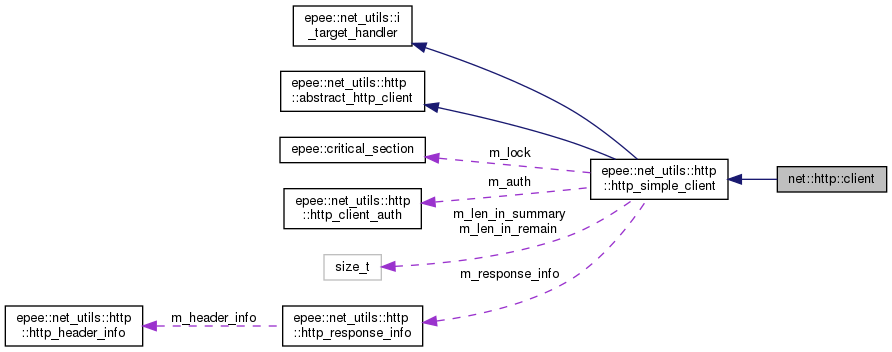 epee::net_utils::i
_target_handler
epee::net_utils::http
::abstract_http_client
epee::critical_section
m_lock
epee::net_utils::http
::http_simple_client
net::http::client
m_auth
epee::net_utils::http
::http_client_auth
m_len_in_summary
m_len_in_remain
size_t
m_response_info
epee::net_utils::http
::http_header_info
m_header_info
epee::net_utils::http
::http_response_info